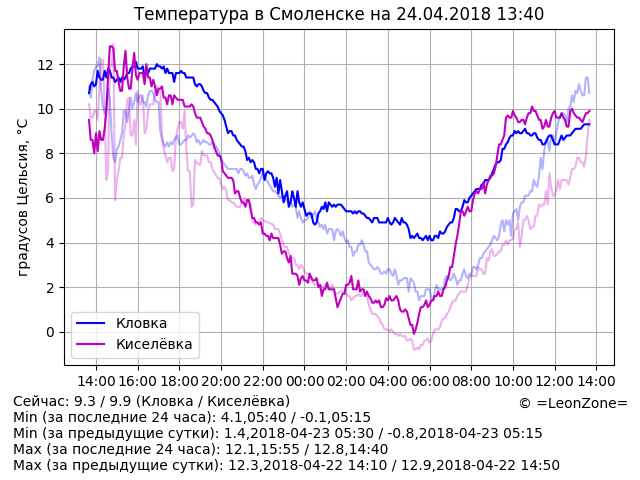 Температура в Смоленске на 24.04.2018 13:40
градусов Цельсия, °C
12
10
8
6
4
2
0
Кловка
Киселёвка
14:00 16:00 18:00 20:00 22:00 00:00 02:00 04:00 06:00 08:00 10:00 12:00 14:00
Сейчас: 9.3 / 9.9 (Кловка / Киселёвка)
© =LeonZone=
Min (за последние 24 часа): 4.1,05:40 / -0.1,05:15
Min (за предыдущие сутки): 1.4,2018-04-23 05:30 / -0.8,2018-04-23 05:15
Max (за последние 24 часа): 12.1,15:55 / 12.8,14:40
Max (за предыдущие сутки): 12.3,2018-04-22 14:10 / 12.9,2018-04-22 14:50